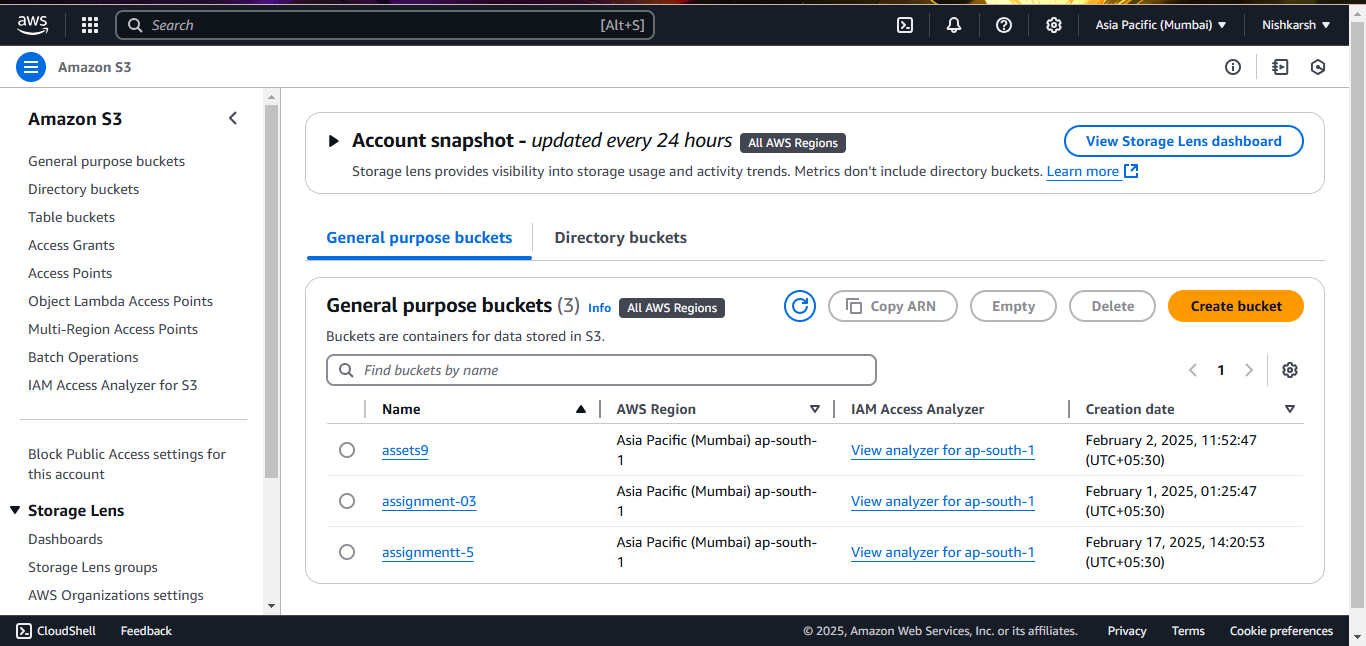 aws
Search [Alt+S]
Asia Pacific (Mumbai)
Nishkarsh
Amazon S3
Amazon S3
General purpose buckets
Directory buckets
Table buckets
Access Grants
Access Points
Object Lambda Access Points
Multi-Region Access Points
Batch Operations
IAM Access Analyzer for S3
Block Public Access settings for
this account
Storage Lens
Dashboards
Storage Lens groups
AWS Organizations settings
Account snapshot - updated every 24 hours All AWS Regions
View Storage Lens dashboard
Storage lens provides visibility into storage usage and activity trends. Metrics don't include directory buckets. Learn more
General purpose buckets Directory buckets
General purpose buckets (3) Info All AWS Regions
Copy ARN Empty Delete Create bucket
Buckets are containers for data stored in S3.
Find buckets by name
1
Name AWS Region IAM Access Analyzer Creation date
assets9 Asia Pacific (Mumbai) ap-south- View analyzer for ap-south-1 February 2, 2025, 11:52:47
1 (UTC+05:30)
assignment-03 Asia Pacific (Mumbai) ap-south- View analyzer for ap-south-1 February 1, 2025, 01:25:47
1 (UTC+05:30)
assignmentt-5 Asia Pacific (Mumbai) ap-south- View analyzer for ap-south-1 February 17, 2025, 14:20:53
1 (UTC+05:30)
CloudShell Feedback © 2025, Amazon Web Services, Inc. or its affiliates. Privacy Terms Cookie preferences